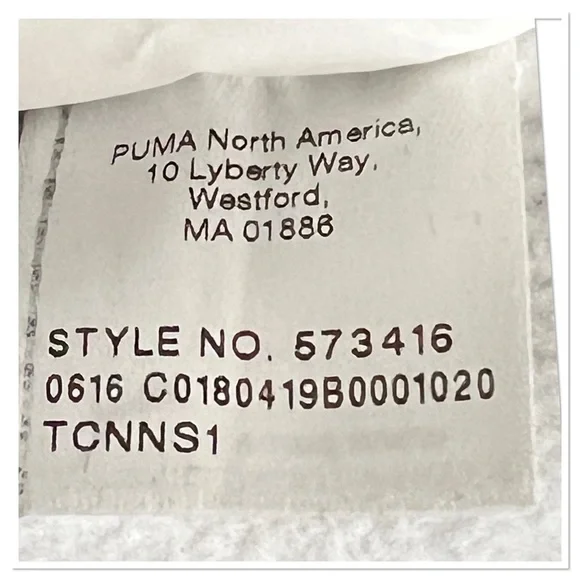 PUMA North America,
10 Lyberty Way,
Westford,
MA 01886
STYLE NO. 573416
0616 C0180419B0001020
TCNNS1